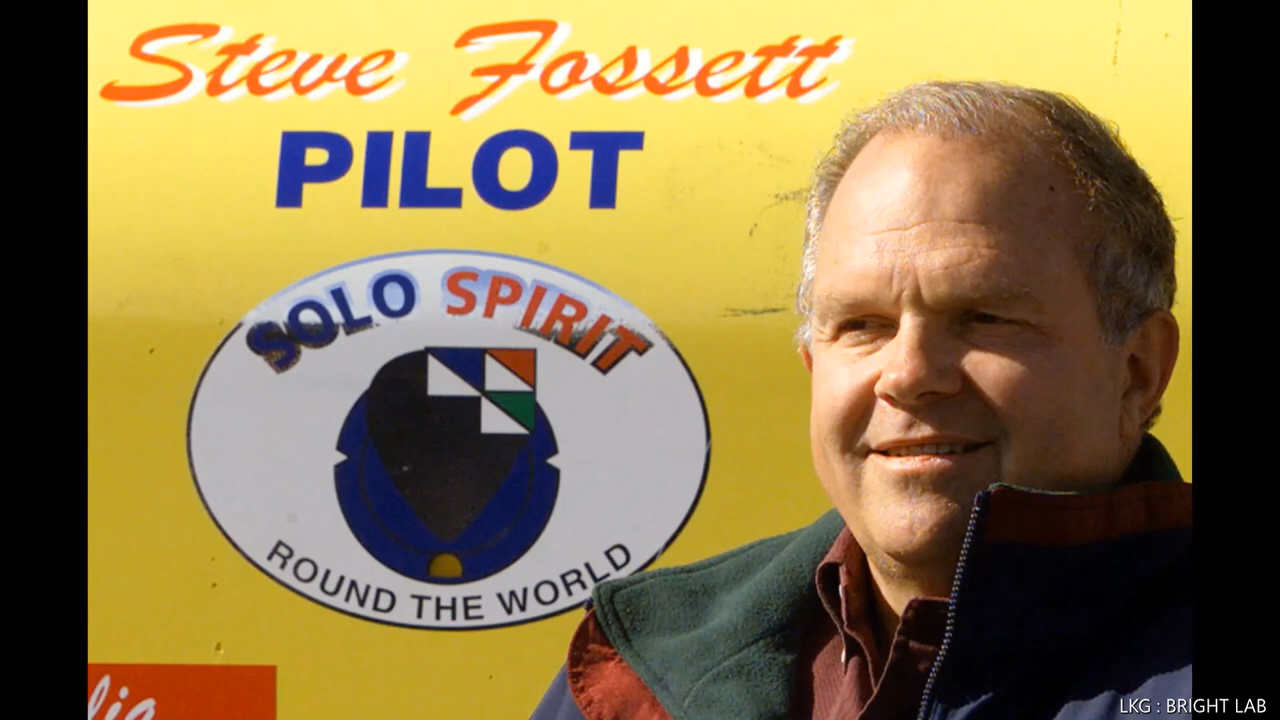 Steve Fossett
PILOT
SOLO SPIRIT
ROUND THE WORLD
LKG : BRIGHT LAB